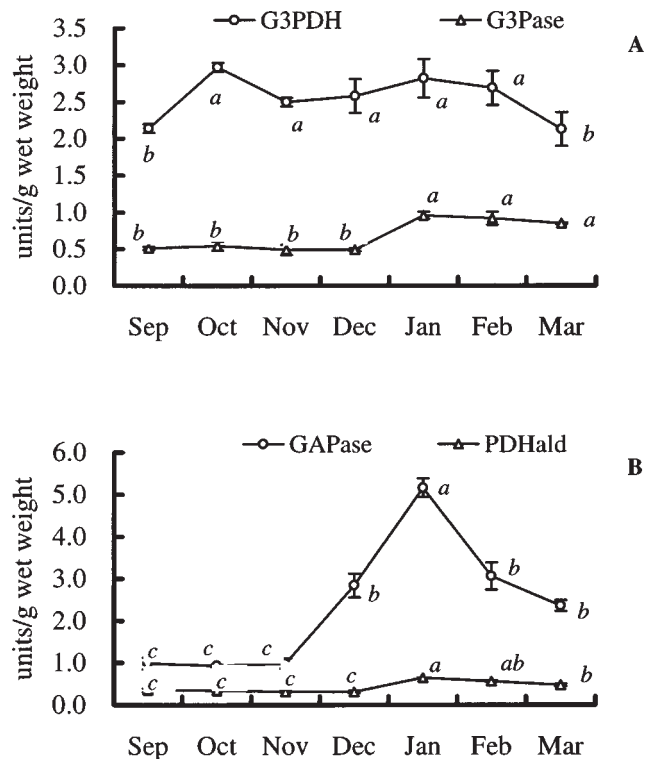 G3PDH G3Pase
A
3.5
3.0
2.5
2.0
1.5
1.0
0.5
0.0
units/g wet weight
b a a a a a b
b b b b a a a
Sep Oct Nov Dec Jan Feb Mar
GAPase PDHald
B
6.0
5.0
4.0
3.0
2.0
1.0
0.0
units/g wet weight
c c c b a b b
c c c c a ab b
Sep Oct Nov Dec Jan Feb Mar